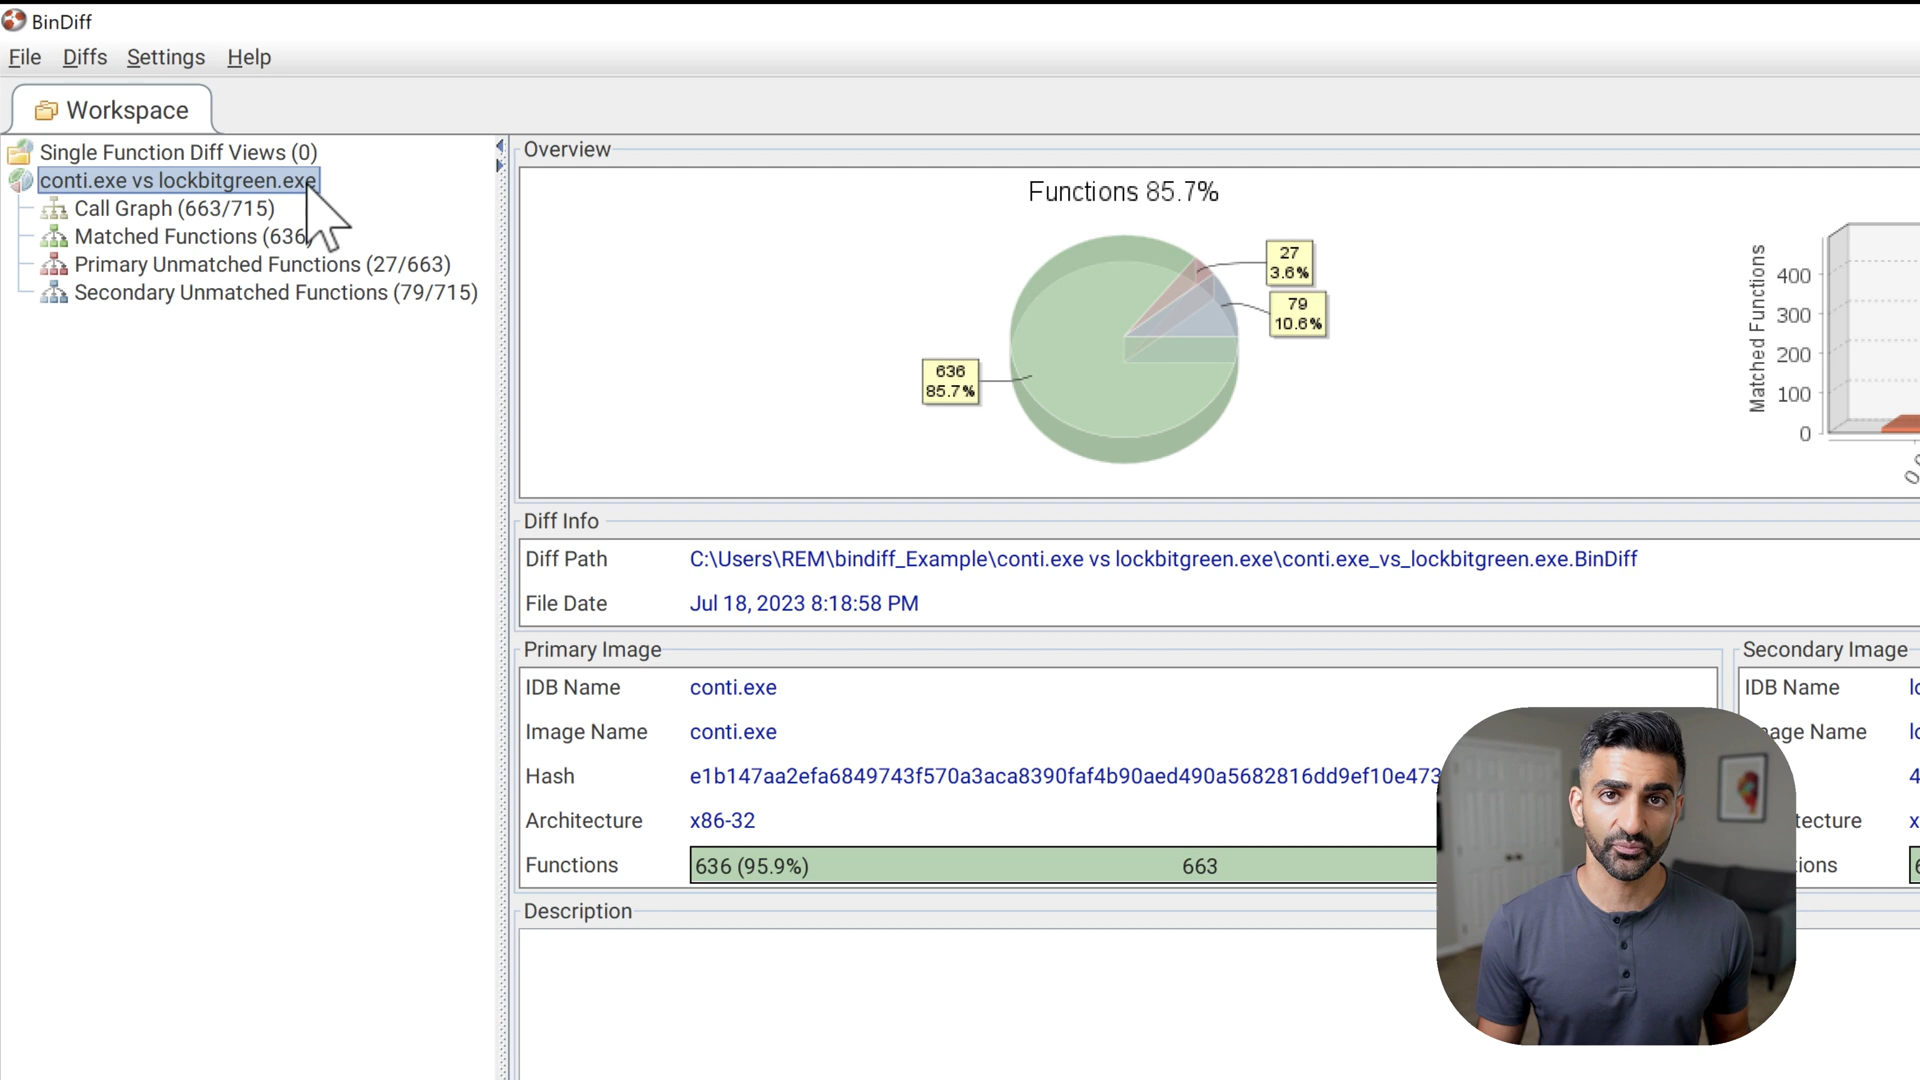 BinDiff
File Diffs Settings Help
Workspace
Single Function Diff Views (0)
conti.exe vs lockbitgreen.exe
Call Graph (663/715)
Matched Functions (636
Primary Unmatched Functions (27/663)
Secondary Unmatched Functions (79/715)
Overview
Functions 85.7%
27
3.6%
79
10.6%
636
85.7%
Matched Functions
400
300
200
100
0
Diff Info
Diff Path C:\Users\REM\bindiff_Example\conti.exe vs lockbitgreen.exe\conti.exe_vs_lockbitgreen.exe.BinDiff
File Date Jul 18, 2023 8:18:58 PM
Primary Image
IDB Name conti.exe
Image Name conti.exe
Hash e1b147aa2efa6849743f570a3aca8390faf4b90aed490a5682816dd9ef10e473
Architecture x86-32
Functions 636 (95.9%) 663
Secondary Image
IDB Name
age Name
4
tecture x
ions
Description